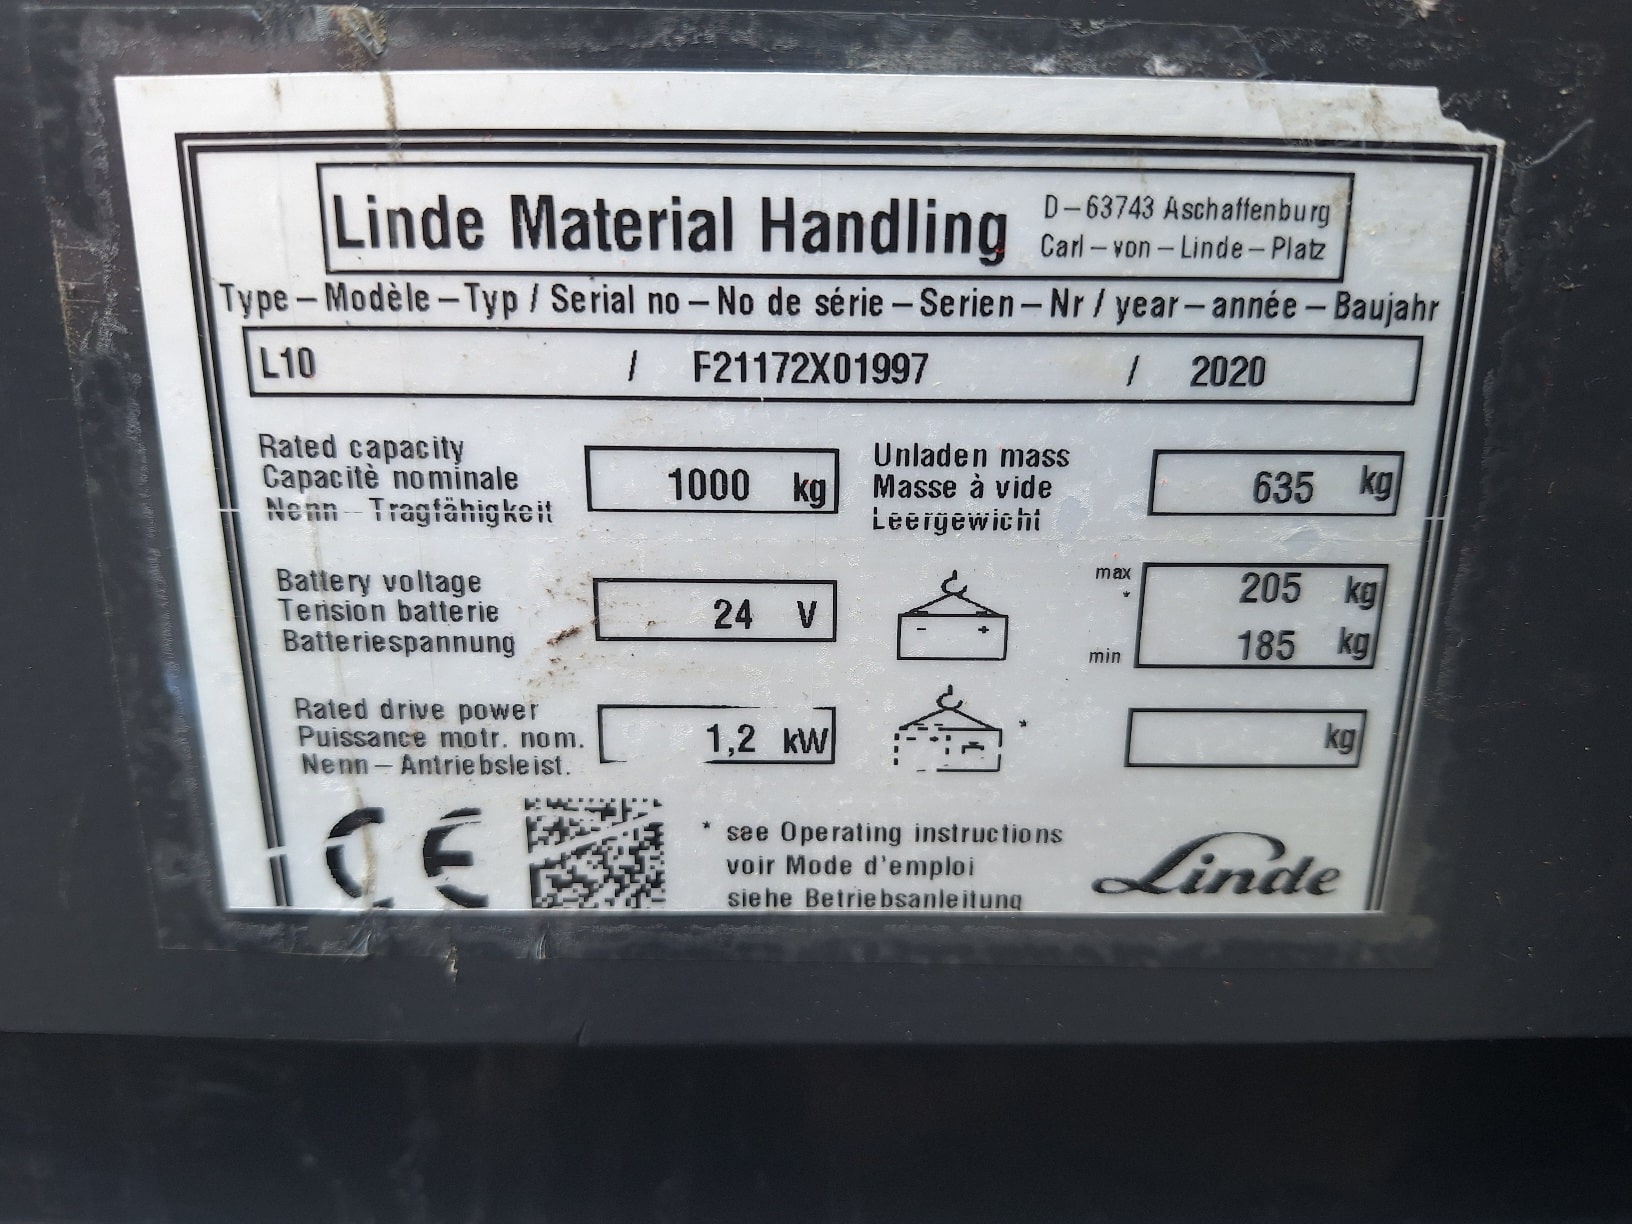 Linde Material Handling
D-63743 Aschaffenburg
Carl-von-Linde-Platz
Type-Modèle-Typ / Serial no-No de série-Serien-Nr / year-année-Baujahr
L10 / F21172X01997 / 2020
Rated capacity
Capacitè nominale
Nenn-Tragfähigkeit
1000 kg
Unladen mass
Masse à vide
Leergewicht
635 kg
Battery voltage
Tension batterie
Batteriespannung
24 V
- +
max
*
205 kg
min
185 kg
Rated drive power
Puissance motr. nom.
Nenn-Antriebsleist.
1,2 kW
- +
*
kg
CE
* see Operating instructions
voir Mode d'emploi
siehe Betriebsanleitung
Linde